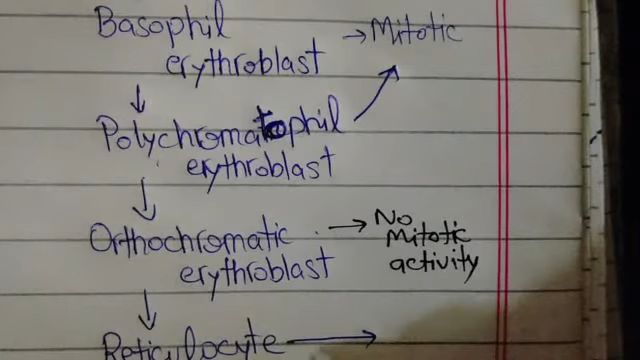 Basophil
erythroblast → Mitotic
↓
Polychromatophil
erythroblast
↓
Orthochromatic → No
Mitotic
erythroblast activity
↓
Reticulocyte →